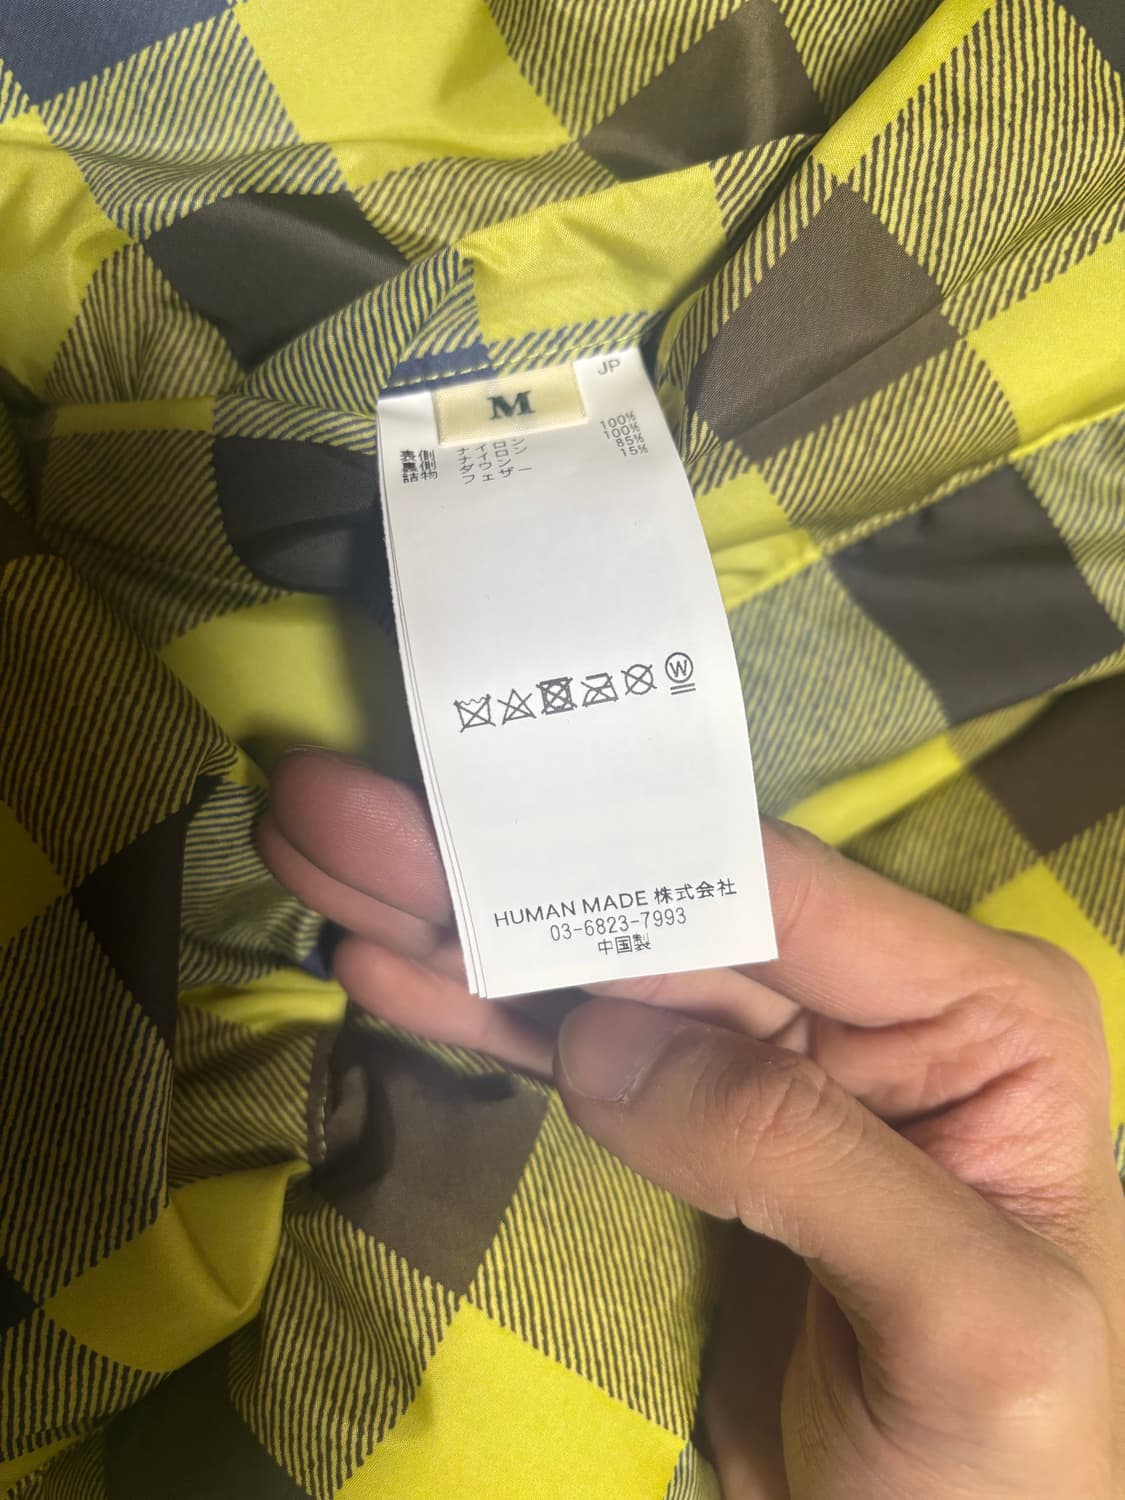 M
JP
表側 ナイロン 100%
裏側 ナイロン 100%
詰物 ダウン 85%
フェザー 15%
W
HUMAN MADE 株式会社
03-6823-7993
中国製